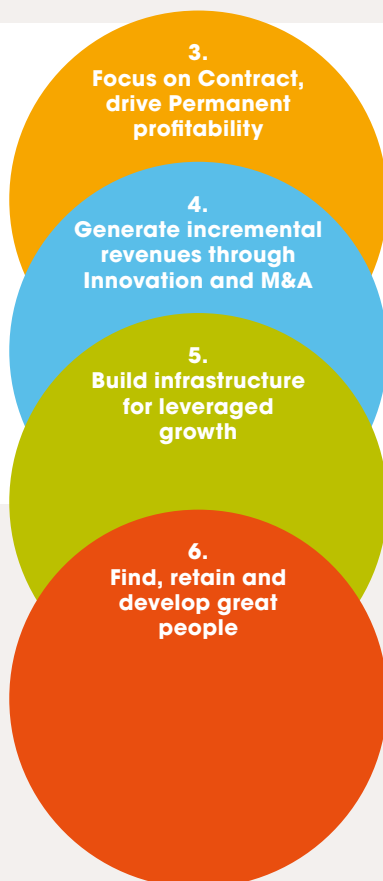 3.
Focus on Contract,
drive Permanent
profitability
4.
Generate incremental
revenues through
Innovation and M&A
5.
Build infrastructure
for leveraged
growth
6.
Find, retain and
develop great
people